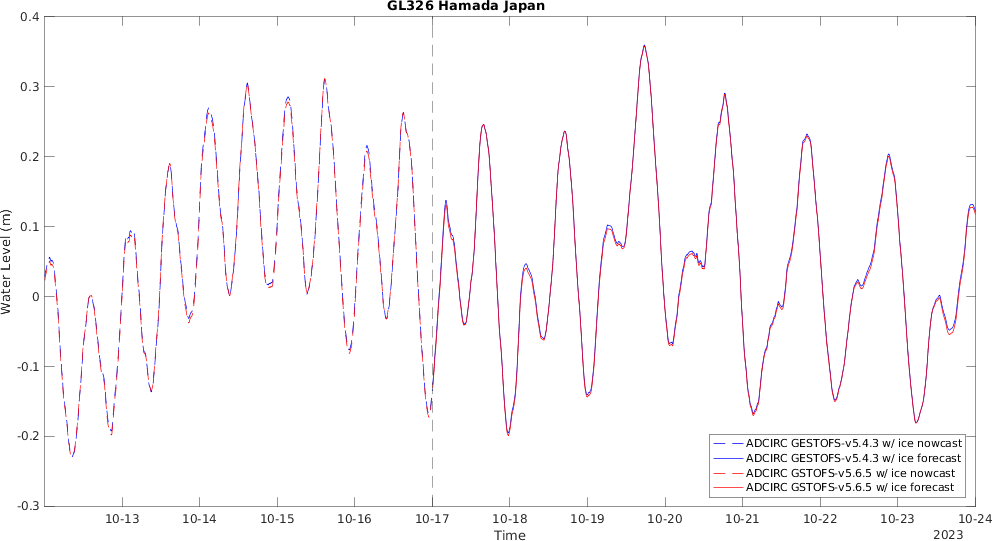 GL326 Hamada Japan
Water Level (m)
0.4
0.3
0.2
0.1
0
-0.1
-0.2
-0.3
ADCIRC GESTOFS-v5.4.3 w/ ice nowcast
ADCIRC GESTOFS-v5.4.3 w/ ice forecast
ADCIRC GSTOFS-v5.6.5 w/ ice nowcast
ADCIRC GSTOFS-v5.6.5 w/ ice forecast
10-13 10-14 10-15 10-16 10-17 10-18 10-19 10-20 10-21 10-22 10-23 10-24
Time
2023